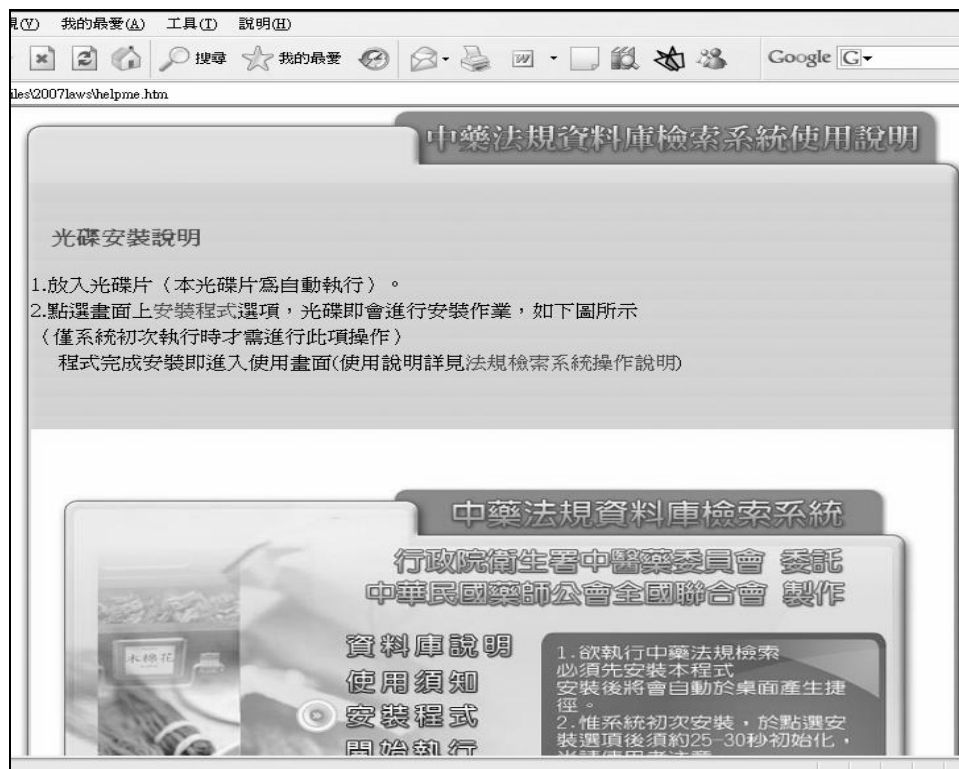 視(V) 我的最愛(A) 工具(T) 說明(H)
搜尋 我的最愛 Google G
iles\2007laws\helpme.htm
中藥法規資料庫檢索系統使用說明
光碟安裝說明
1.放入光碟片（本光碟片為自動執行）。
2.點選畫面上安裝程式選項，光碟即會進行安裝作業，如下圖所示
（僅系統初次執行時才需進行此項操作）
程式完成安裝即進入使用畫面(使用說明詳見法規檢索系統操作說明)
中藥法規資料庫檢索系統
行政院衛生署中醫藥委員會 委託
中華民國藥師公會全國聯合會 製作
木棉花
資料庫說明
使用須知
安裝程式
開始執行
1.欲執行中藥法規檢索
必須先安裝本程式
安裝後將會自動於桌面產生捷
徑。
2.惟系統初次安裝，於點選安
裝選項後須約25-30秒初始化，